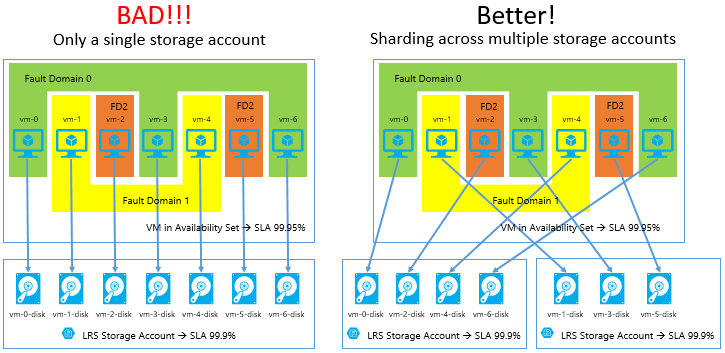 BAD!!!
Only a single storage account
Fault Domain 0
FD2
FD2
vm-0 vm-1 vm-2 vm-3 vm-4 vm-5 vm-6
Fault Domain 1
VM in Availability Set → SLA 99.95%
vm-0-disk vm-1-disk vm-2-disk vm-3-disk vm-4-disk vm-5-disk vm-6-disk
LRS Storage Account → SLA 99.9%
Better!
Sharding across multiple storage accounts
Fault Domain 0
FD2
FD2
vm-0 vm-1 vm-2 vm-3 vm-4 vm-5 vm-6
Fault Domain 1
VM in Availability Set → SLA 99.95%
vm-0-disk vm-2-disk vm-4-disk vm-6-disk
LRS Storage Account → SLA 99.9%
vm-1-disk vm-3-disk vm-5-disk
LRS Storage Account → SLA 99.9%